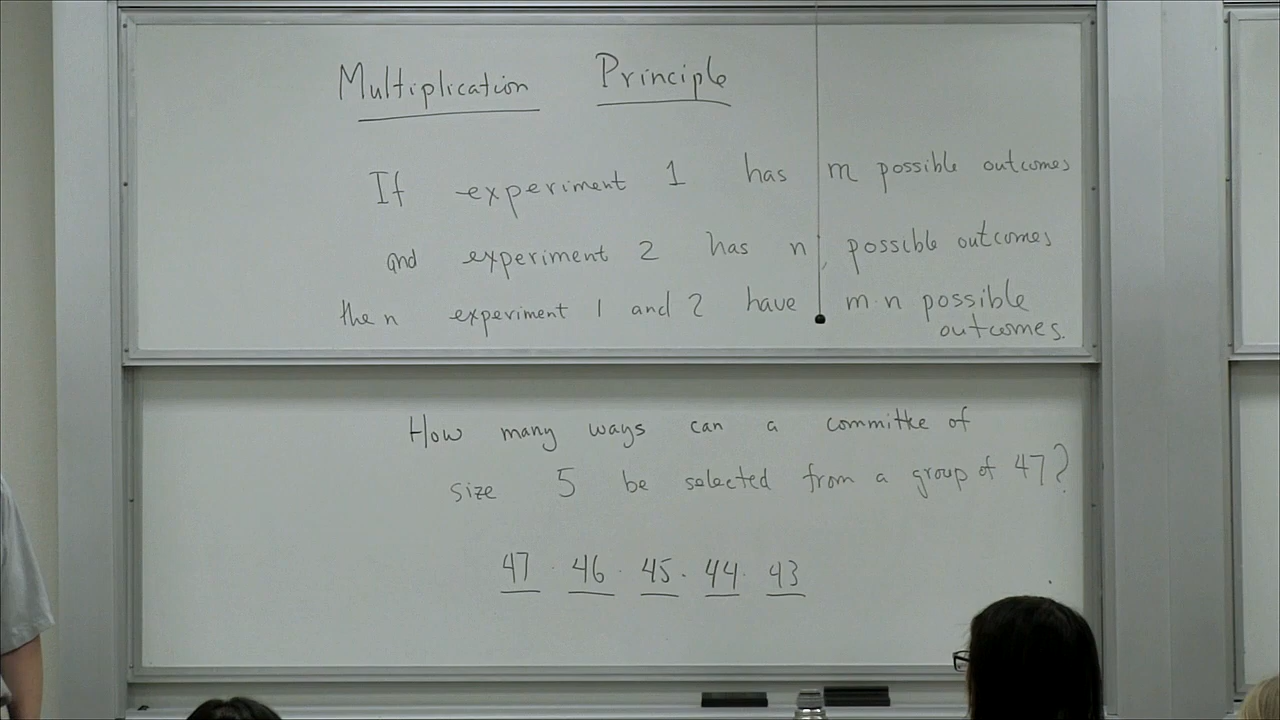 Multiplication Principle
If experiment 1 has m possible outcomes
and experiment 2 has n, possible outcomes
then experiment 1 and 2 have m·n possible
outcomes.
How many ways can a committee of
size 5 be selected from a group of 47?
47 · 46 · 45 · 44 · 43